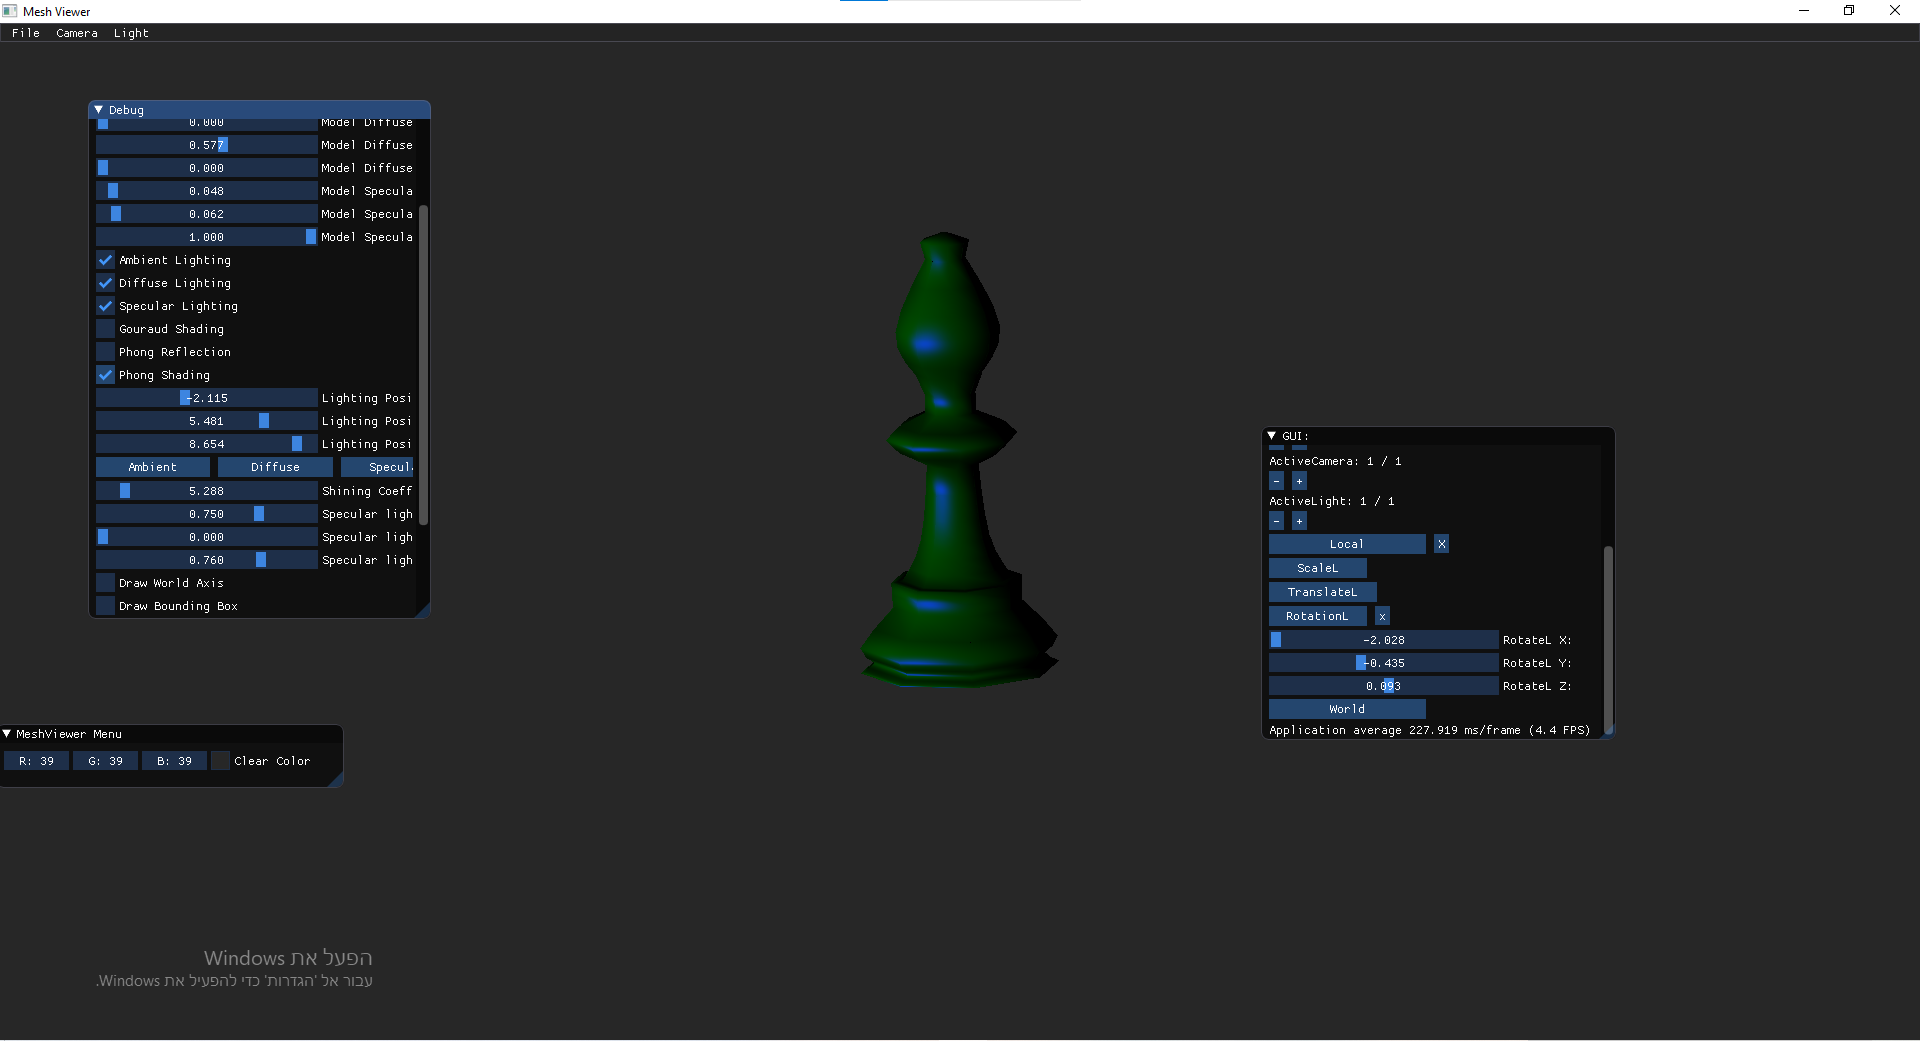 Mesh Viewer
File Camera Light
Debug
0.000 Model Diffuse
0.577 Model Diffuse
0.000 Model Diffuse
0.048 Model Specula
0.062 Model Specula
1.000 Model Specula
Ambient Lighting
Diffuse Lighting
Specular Lighting
Gouraud Shading
Phong Reflection
Phong Shading
-2.115 Lighting Posi
5.481 Lighting Posi
8.654 Lighting Posi
Ambient Diffuse Specul
5.288 Shining Coeff
0.750 Specular ligh
0.000 Specular ligh
0.760 Specular ligh
Draw World Axis
Draw Bounding Box
GUI:
ActiveCamera: 1 / 1
- +
ActiveLight: 1 / 1
- +
Local X
ScaleL
TranslateL
RotationL x
-2.028 RotateL X:
-0.435 RotateL Y:
0.093 RotateL Z:
World
Application average 227.919 ms/frame (4.4 FPS)
MeshViewer Menu
R: 39 G: 39 B: 39 Clear Color
הפעל את Windows
עבור אל 'הגדרות' כדי להפעיל את Windows.